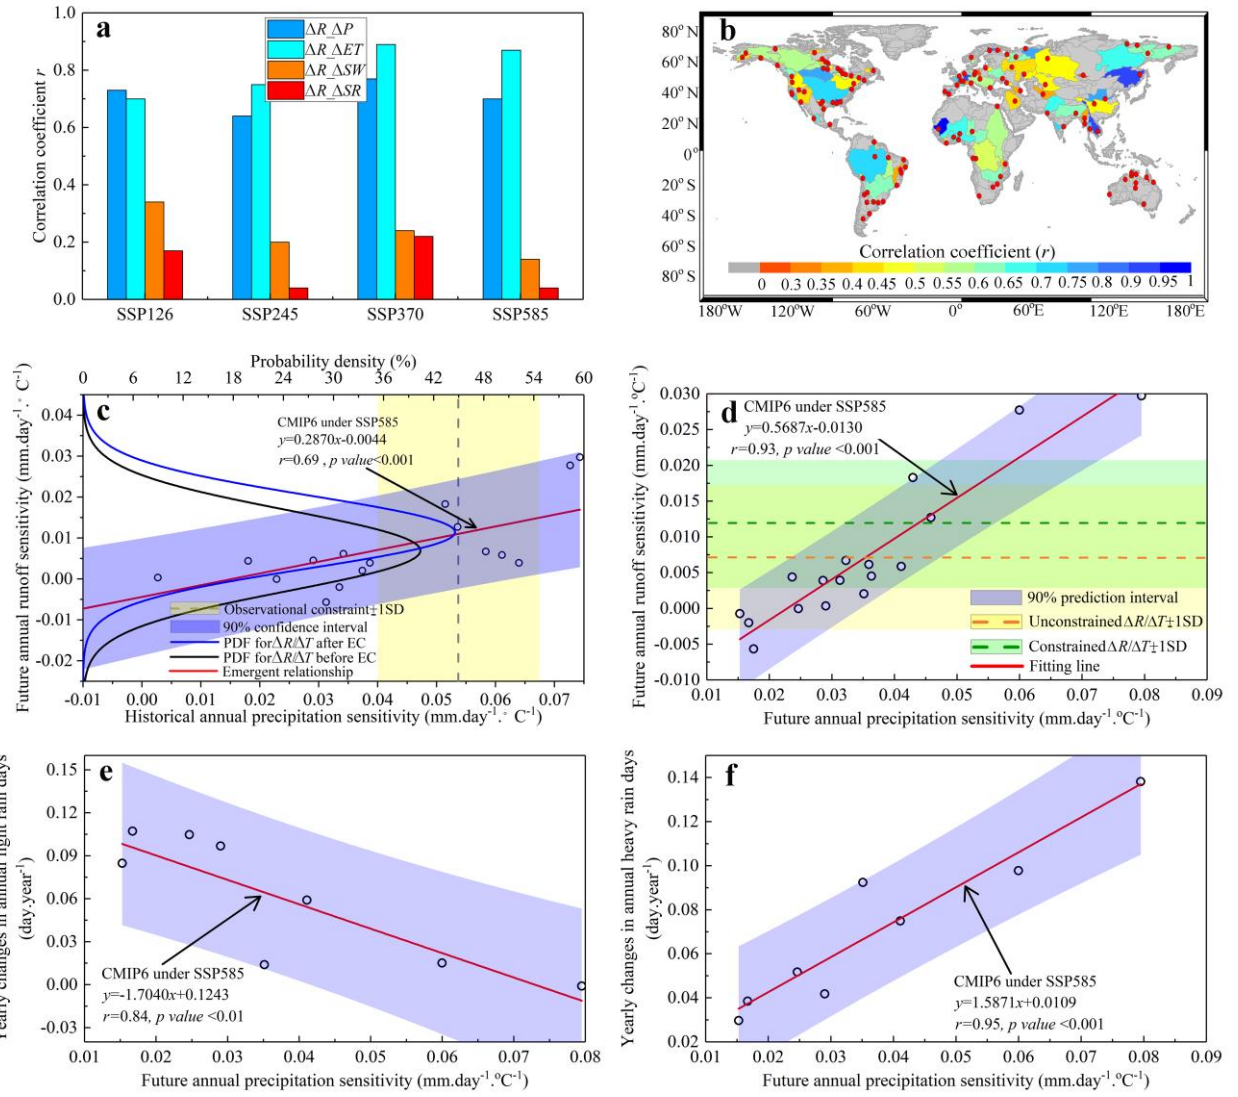 a
ΔR_ΔP
ΔR_ΔET
ΔR_ΔSW
ΔR_ΔSR
Correlation coefficient r
1.0
0.8
0.6
0.4
0.2
0.0
SSP126 SSP245 SSP370 SSP585
b
80° N
60° N
40° N
20° N
0°
20° S
40° S
60° S
80° S
Correlation coefficient (r)
0 0.3 0.35 0.4 0.45 0.5 0.55 0.6 0.65 0.7 0.75 0.8 0.9 0.95 1
180°W 120°W 60°W 0° 60°E 120°E 180°E
Probability density (%)
0 6 12 18 24 30 36 42 48 54 60
c
Future annual runoff sensitivity (mm.day-1.° C-1)
0.04
0.03
0.02
0.01
0.00
-0.01
-0.02
CMIP6 under SSP585
y=0.2870x-0.0044
r=0.69 , p value<0.001
Observational constraint±1SD
90% confidence interval
PDF forΔR/ΔT after EC
PDF forΔR/ΔT before EC
Emergent relationship
-0.01 0.00 0.01 0.02 0.03 0.04 0.05 0.06 0.07
Historical annual precipitation sensitivity (mm.day-1.° C-1)
d
Future annual runoff sensitivity (mm.day-1.°C-1)
0.030
0.025
0.020
0.015
0.010
0.005
0.000
-0.005
-0.010
CMIP6 under SSP585
y=0.5687x-0.0130
r=0.93, p value <0.001
90% prediction interval
Unconstrained ΔR/ΔT±1SD
Constrained ΔR/ΔT±1SD
Fitting line
0.01 0.02 0.03 0.04 0.05 0.06 0.07 0.08 0.09
Future annual precipitation sensitivity (mm.day-1.°C-1)
e
Yearly changes in annual light rain days
(day.year-1)
0.15
0.12
0.09
0.06
0.03
0.00
-0.03
CMIP6 under SSP585
y=-1.7040x+0.1243
r=0.84, p value <0.01
0.01 0.02 0.03 0.04 0.05 0.06 0.07 0.08
Future annual precipitation sensitivity (mm.day-1.°C-1)
f
Yearly changes in annual heavy rain days
(day.year-1)
0.14
0.12
0.10
0.08
0.06
0.04
0.02
CMIP6 under SSP585
y=1.5871x+0.0109
r=0.95, p value <0.001
0.01 0.02 0.03 0.04 0.05 0.06 0.07 0.08 0.09
Future annual precipitation sensitivity (mm.day-1.°C-1)